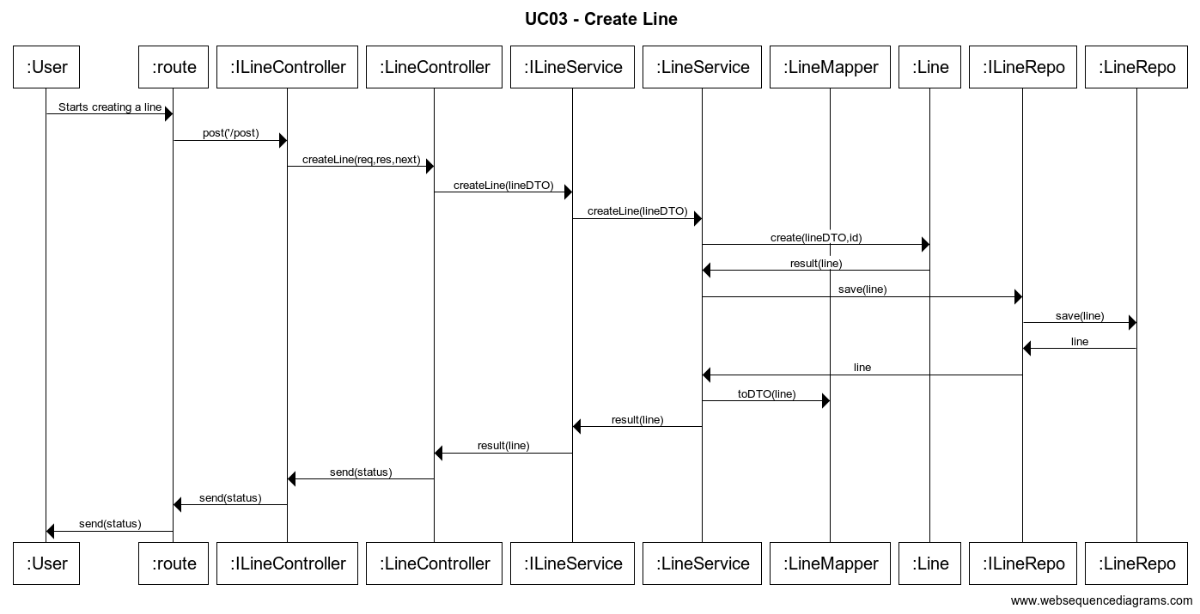 UC03 - Create Line
:User :route :ILineController :LineController :ILineService :LineService :LineMapper :Line :ILineRepo :LineRepo
Starts creating a line
post('/post)
createLine(req,res,next)
createLine(lineDTO)
createLine(lineDTO)
create(lineDTO,id)
result(line)
save(line)
save(line)
line
line
toDTO(line)
result(line)
result(line)
send(status)
send(status)
send(status)
:User :route :ILineController :LineController :ILineService :LineService :LineMapper :Line :ILineRepo :LineRepo
www.websequencediagrams.com